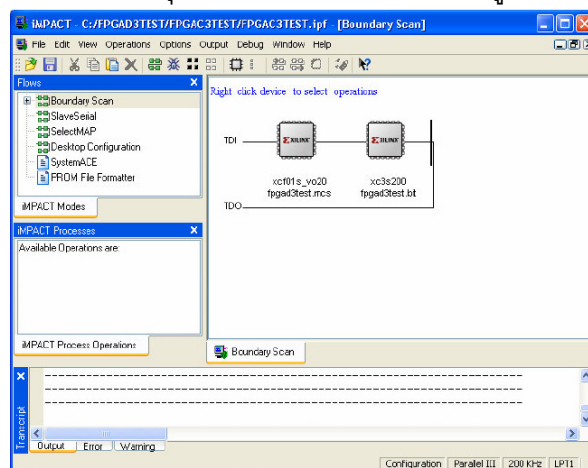 iMPACT - C:/FPGAD3TEST/FPGAC3TEST/FPGAC3TEST.ipf - [Boundary Scan]
File Edit View Operations Options Output Debug Window Help
Flows
Boundary Scan
SlaveSerial
SelectMAP
Desktop Configuration
SystemACE
PROM File Formatter
iMPACT Modes
iMPACT Processes
Available Operations are:
iMPACT Process Operations
Right click device to select operations
TDI
XILINX
XILINX
xcf01s_vo20
fpgad3test.mcs
xc3s200
fpgad3test.bt
TDO
Boundary Scan
Transcript
Output Error Warning
Configuration Parallel III 200 KHz LPT1